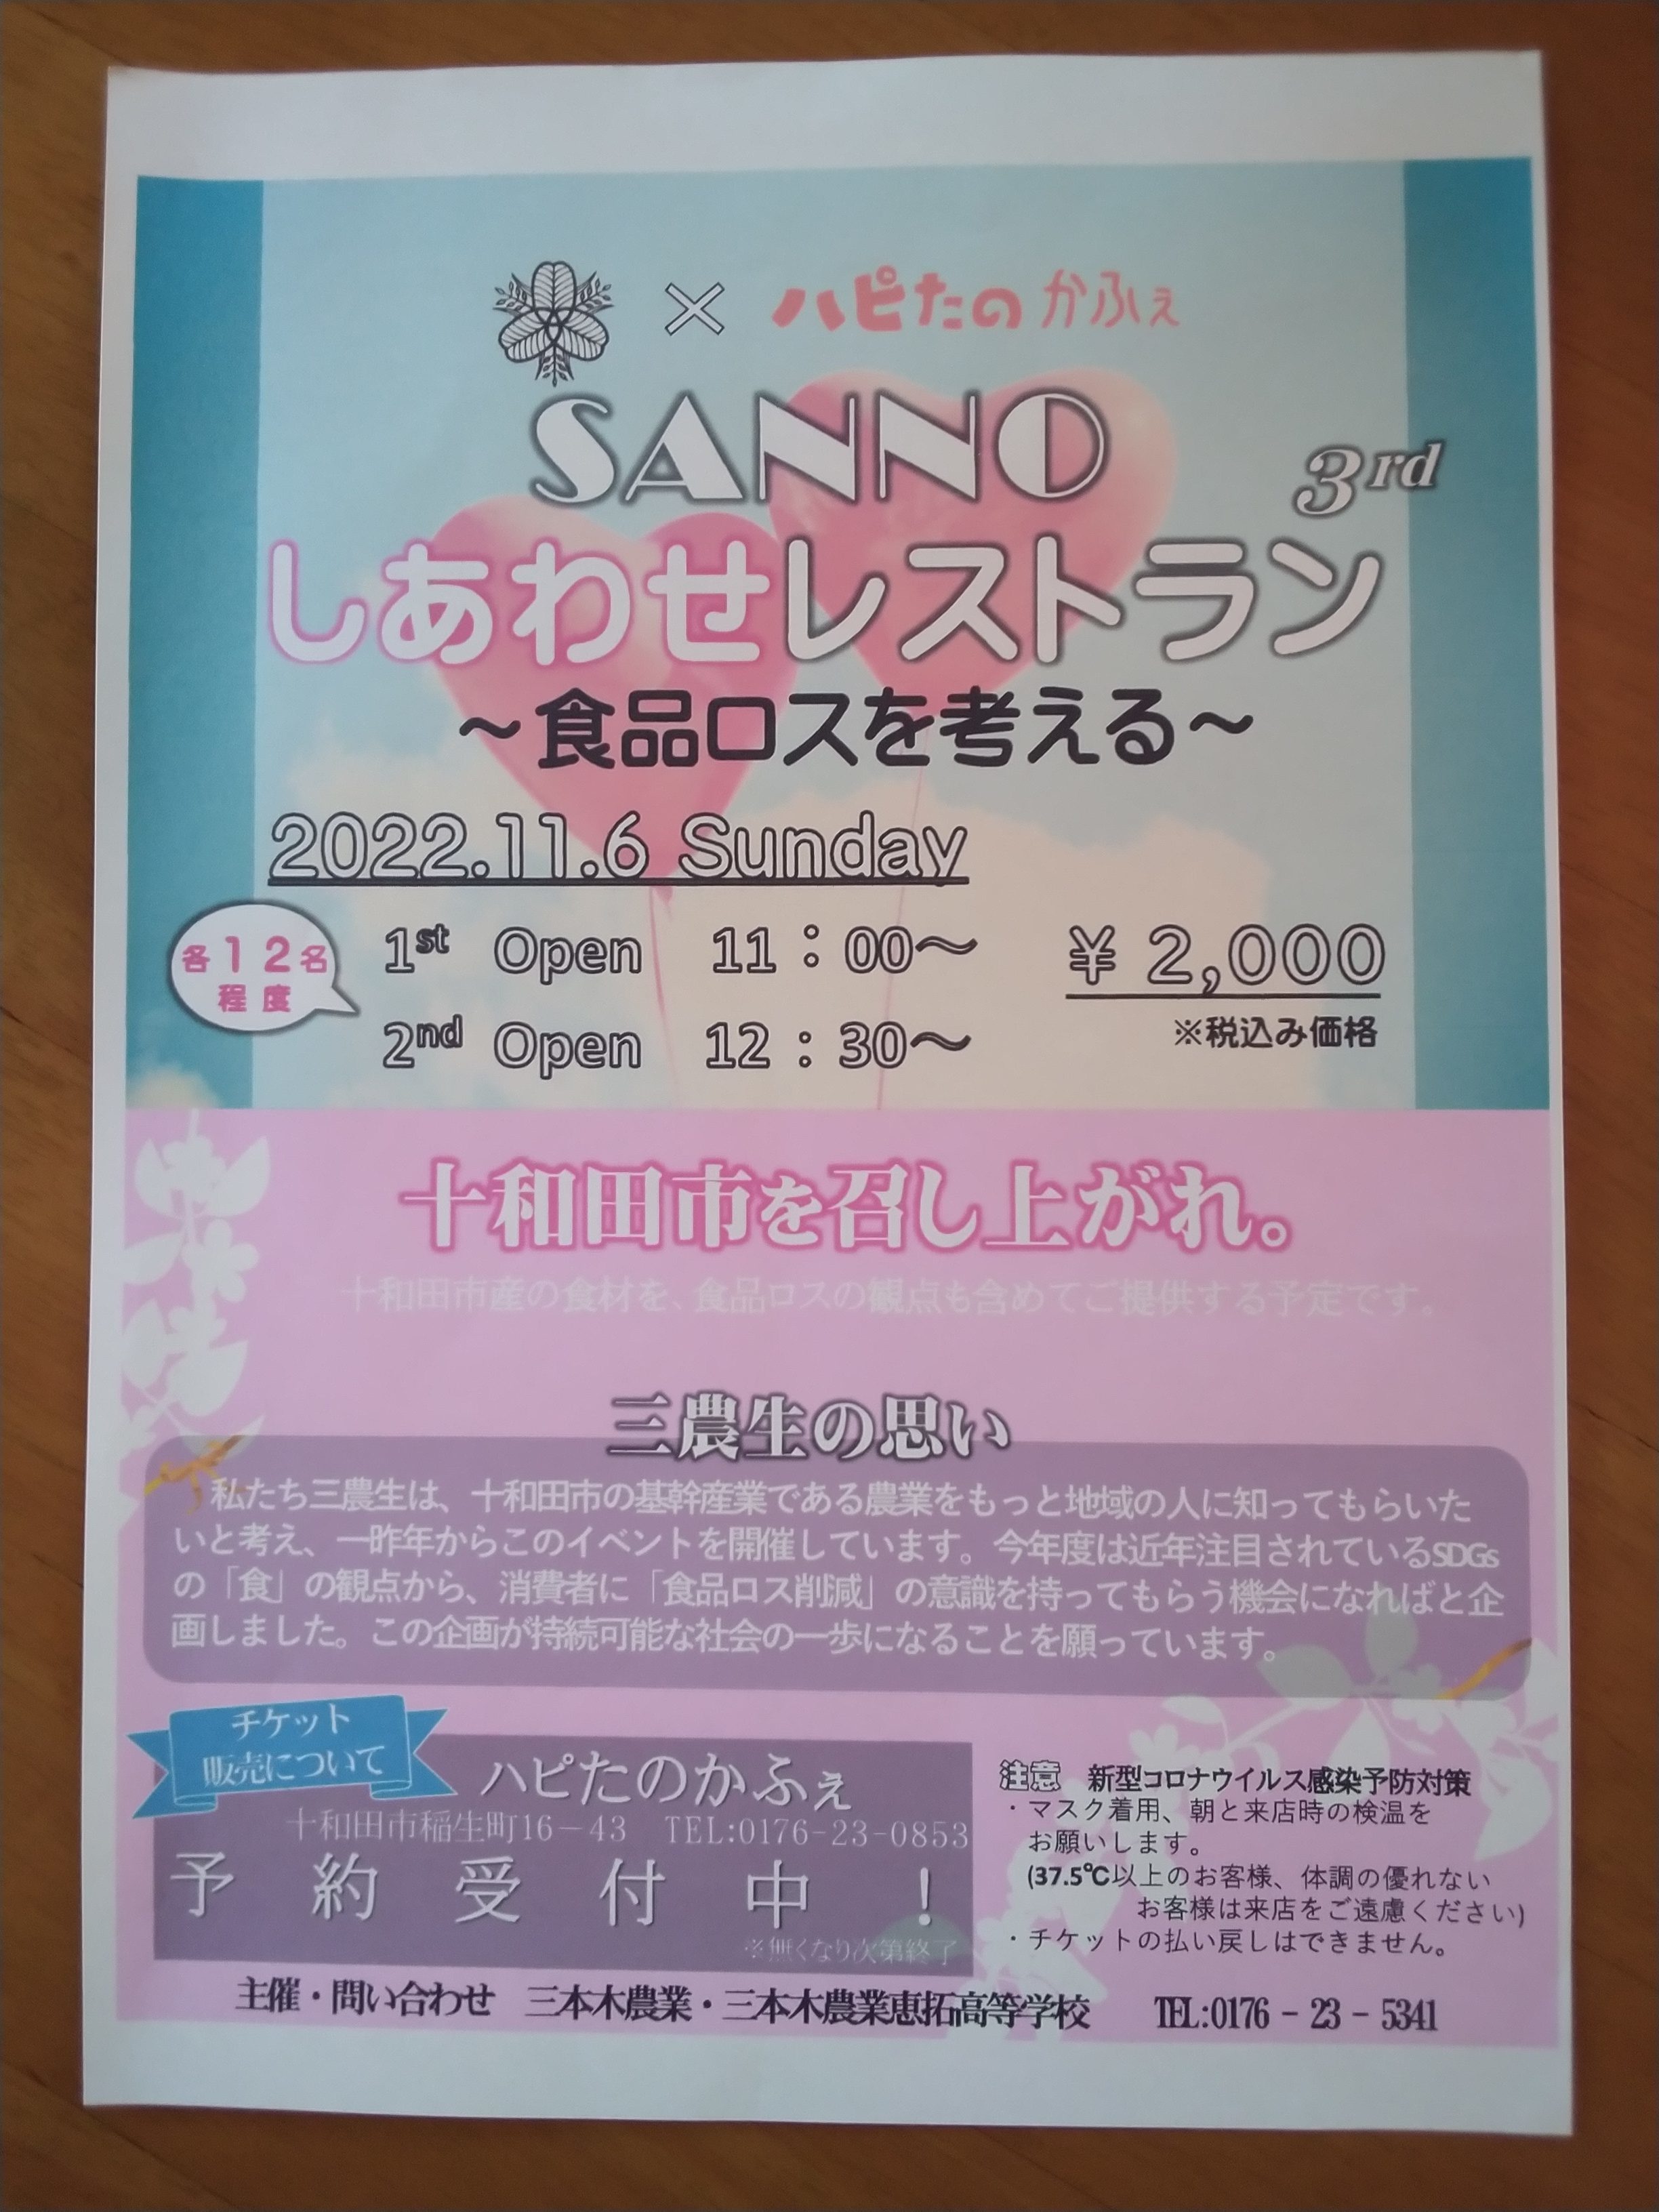 × ハピたのかふぇ
SANNO
3rd
しあわせレストラン
～食品ロスを考える～
2022.11.6 Sunday
各12名
程度
1st Open 11：00～
¥2,000
※税込み価格
2nd Open 12：30～
十和田市を召し上がれ。
十和田市産の食材を、食品ロスの観点も含めてご提供する予定です。
三農生の思い
私たち三農生は、十和田市の基幹産業である農業をもっと地域の人に知ってもらいた
いと考え、一昨年からこのイベントを開催しています。今年度は近年注目されているSDGs
の「食」の観点から、消費者に「食品ロス削減」の意識を持ってもらう機会になればと企
画しました。この企画が持続可能な社会の一歩になることを願っています。
チケット
販売について
ハピたのかふぇ
十和田市稲生町16－43 TEL:0176-23-0853
予約受付中！
※無くなり次第終了
注意 新型コロナウイルス感染予防対策
・マスク着用、朝と来店時の検温を
お願いします。
(37.5℃以上のお客様、体調の優れない
お客様は来店をご遠慮ください)
・チケットの払い戻しはできません。
主催・問い合わせ 三本木農業・三本木農業恵拓高等学校 TEL:0176－23－5341